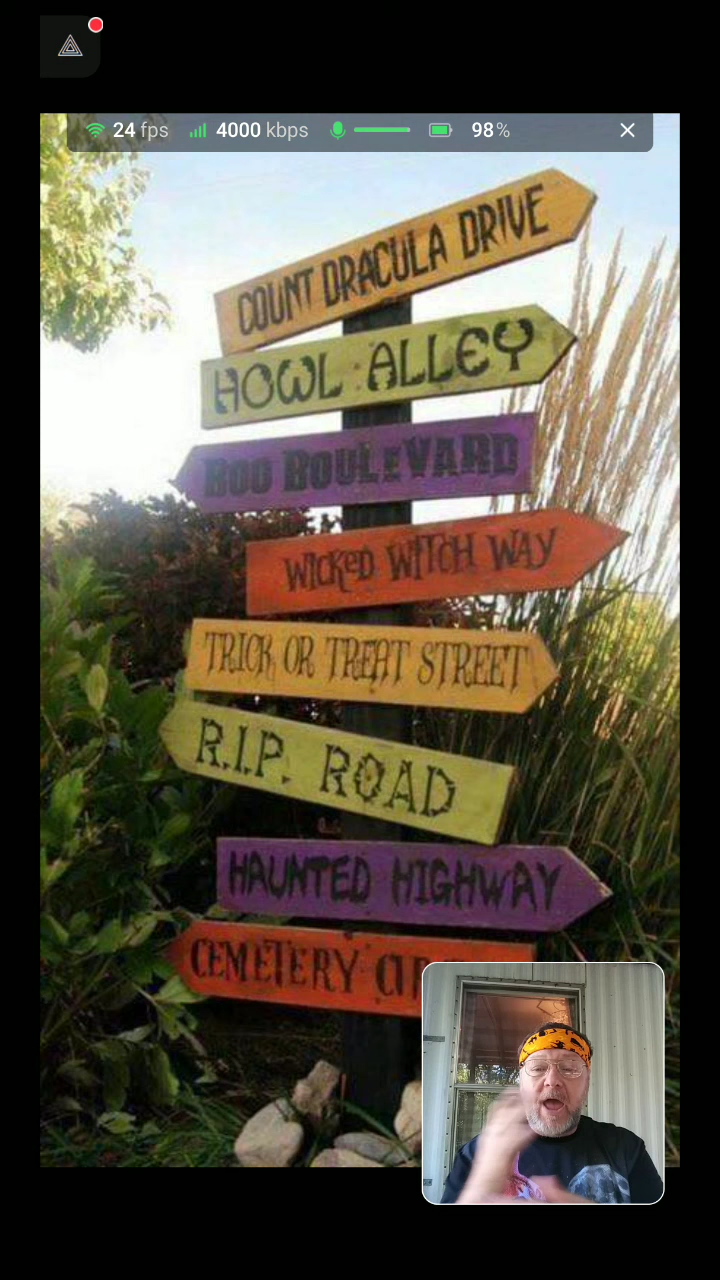 24 fps 4000 kbps 98%
COUNT DRACULA DRIVE
HOWL ALLEY
BOO BOULEVARD
WICKED WITCH WAY
TRICK OR TREAT STREET
R.I.P. ROAD
HAUNTED HIGHWAY
CEMETERY